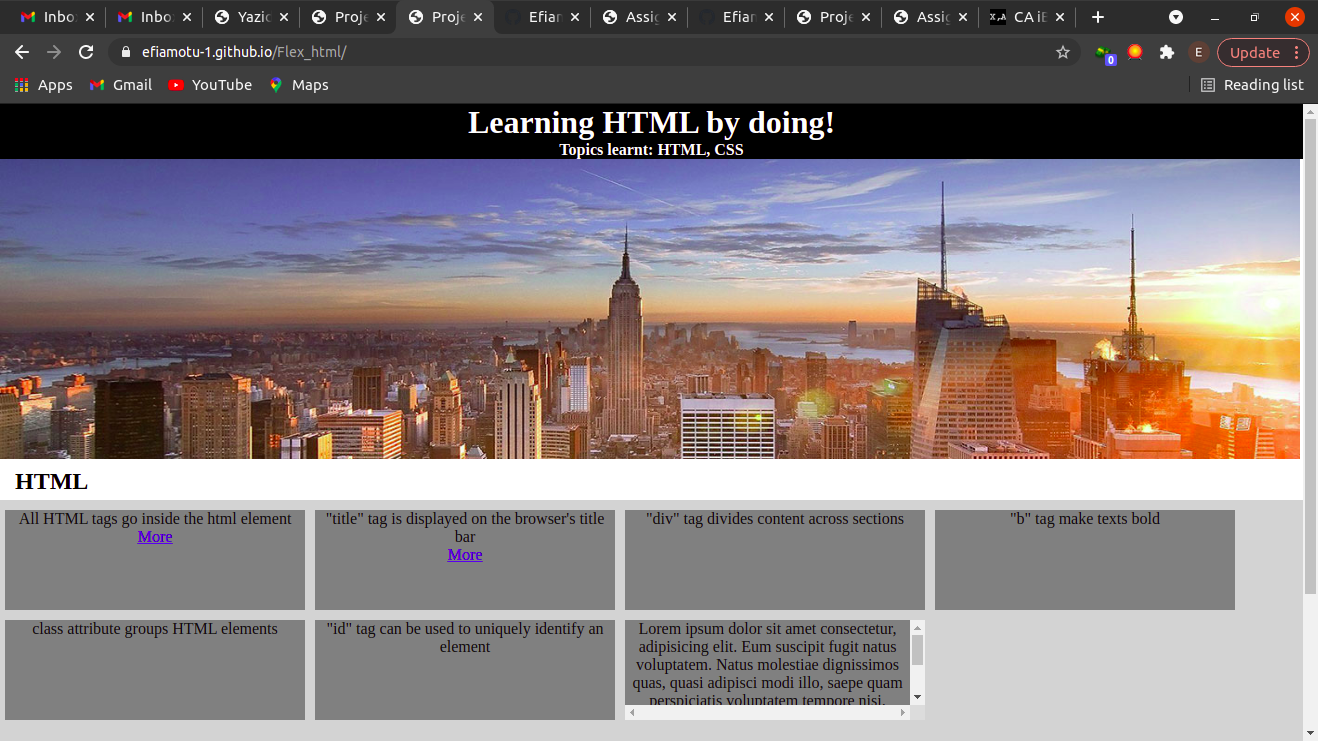 Inbo
Inbo
Yazic
Proje
Proje
Efian
Assig
Efian
Proje
Assig
CA iE
efiamotu-1.github.io/Flex_html/
E
Update
0
Apps
Gmail
YouTube
Maps
Reading list
Learning HTML by doing!
Topics learnt: HTML, CSS
HTML
All HTML tags go inside the html element
More
"title" tag is displayed on the browser's title
bar
More
"div" tag divides content across sections
"b" tag make texts bold
class attribute groups HTML elements
"id" tag can be used to uniquely identify an
element
Lorem ipsum dolor sit amet consectetur,
adipisicing elit. Eum suscipit fugit natus
voluptatem. Natus molestiae dignissimos
quas, quasi adipisci modi illo, saepe quam
perspiciatis voluptatem tempore nisi.